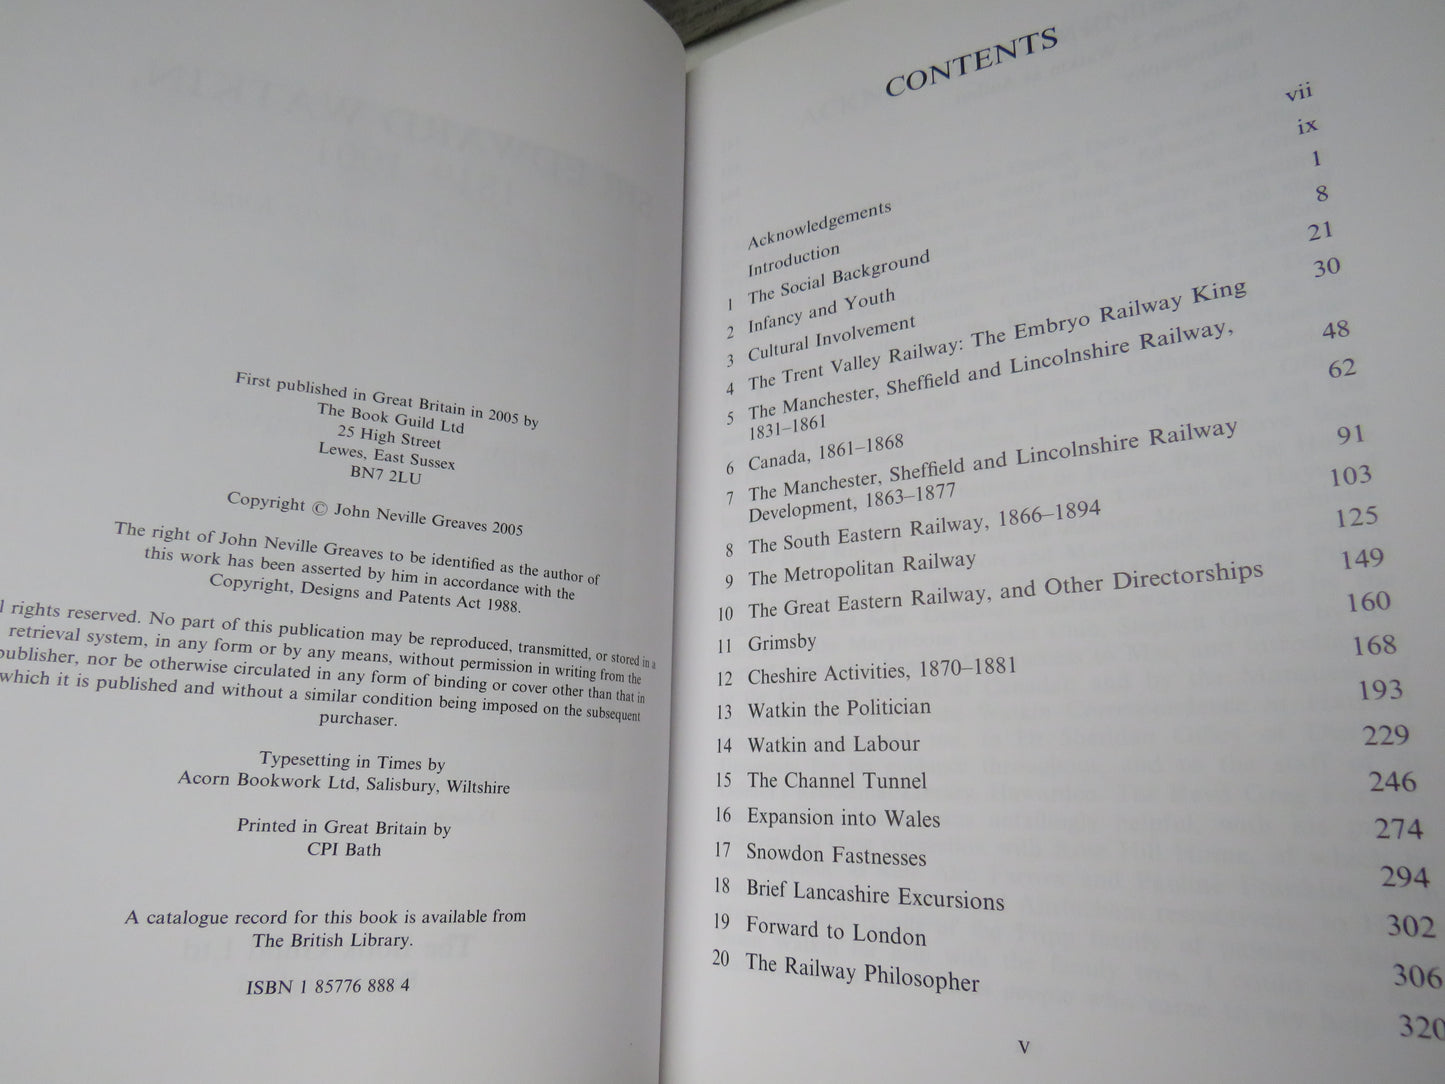 First published in Great Britain in 2005 by
The Book Guild Ltd
25 High Street
Lewes, East Sussex
BN7 2LU
Copyright © John Neville Greaves 2005
The right of John Neville Greaves to be identified as the author of
this work has been asserted by him in accordance with the
Copyright, Designs and Patents Act 1988.
l rights reserved. No part of this publication may be reproduced, transmitted, or stored in a
retrieval system, in any form or by any means, without permission in writing from the
publisher, nor be otherwise circulated in any form of binding or cover other than that in
which it is published and without a similar condition being imposed on the subsequent
purchaser.
Typesetting in Times by
Acorn Bookwork Ltd, Salisbury, Wiltshire
Printed in Great Britain by
CPI Bath
A catalogue record for this book is available from
The British Library.
ISBN 1 85776 888 4
CONTENTS
Acknowledgements vii
Introduction ix
1 The Social Background 1
2 Infancy and Youth 8
3 Cultural Involvement 21
4 The Trent Valley Railway: The Embryo Railway King 30
5 The Manchester, Sheffield and Lincolnshire Railway,
1831–1861 48
6 Canada, 1861–1868 62
7 The Manchester, Sheffield and Lincolnshire Railway
Development, 1863–1877 91
8 The South Eastern Railway, 1866–1894 103
9 The Metropolitan Railway 125
10 The Great Eastern Railway, and Other Directorships 149
11 Grimsby 160
12 Cheshire Activities, 1870–1881 168
13 Watkin the Politician 193
14 Watkin and Labour 229
15 The Channel Tunnel 246
16 Expansion into Wales 274
17 Snowdon Fastnesses 294
18 Brief Lancashire Excursions 302
19 Forward to London 306
20 The Railway Philosopher 320
v